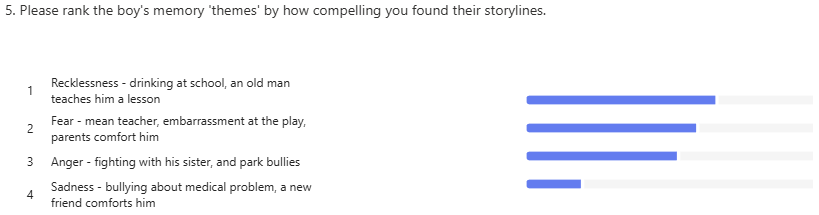 5. Please rank the boy's memory 'themes' by how compelling you found their storylines.
1 Recklessness - drinking at school, an old man
teaches him a lesson
2 Fear - mean teacher, embarrassment at the play,
parents comfort him
3 Anger - fighting with his sister, and park bullies
4 Sadness - bullying about medical problem, a new
friend comforts him